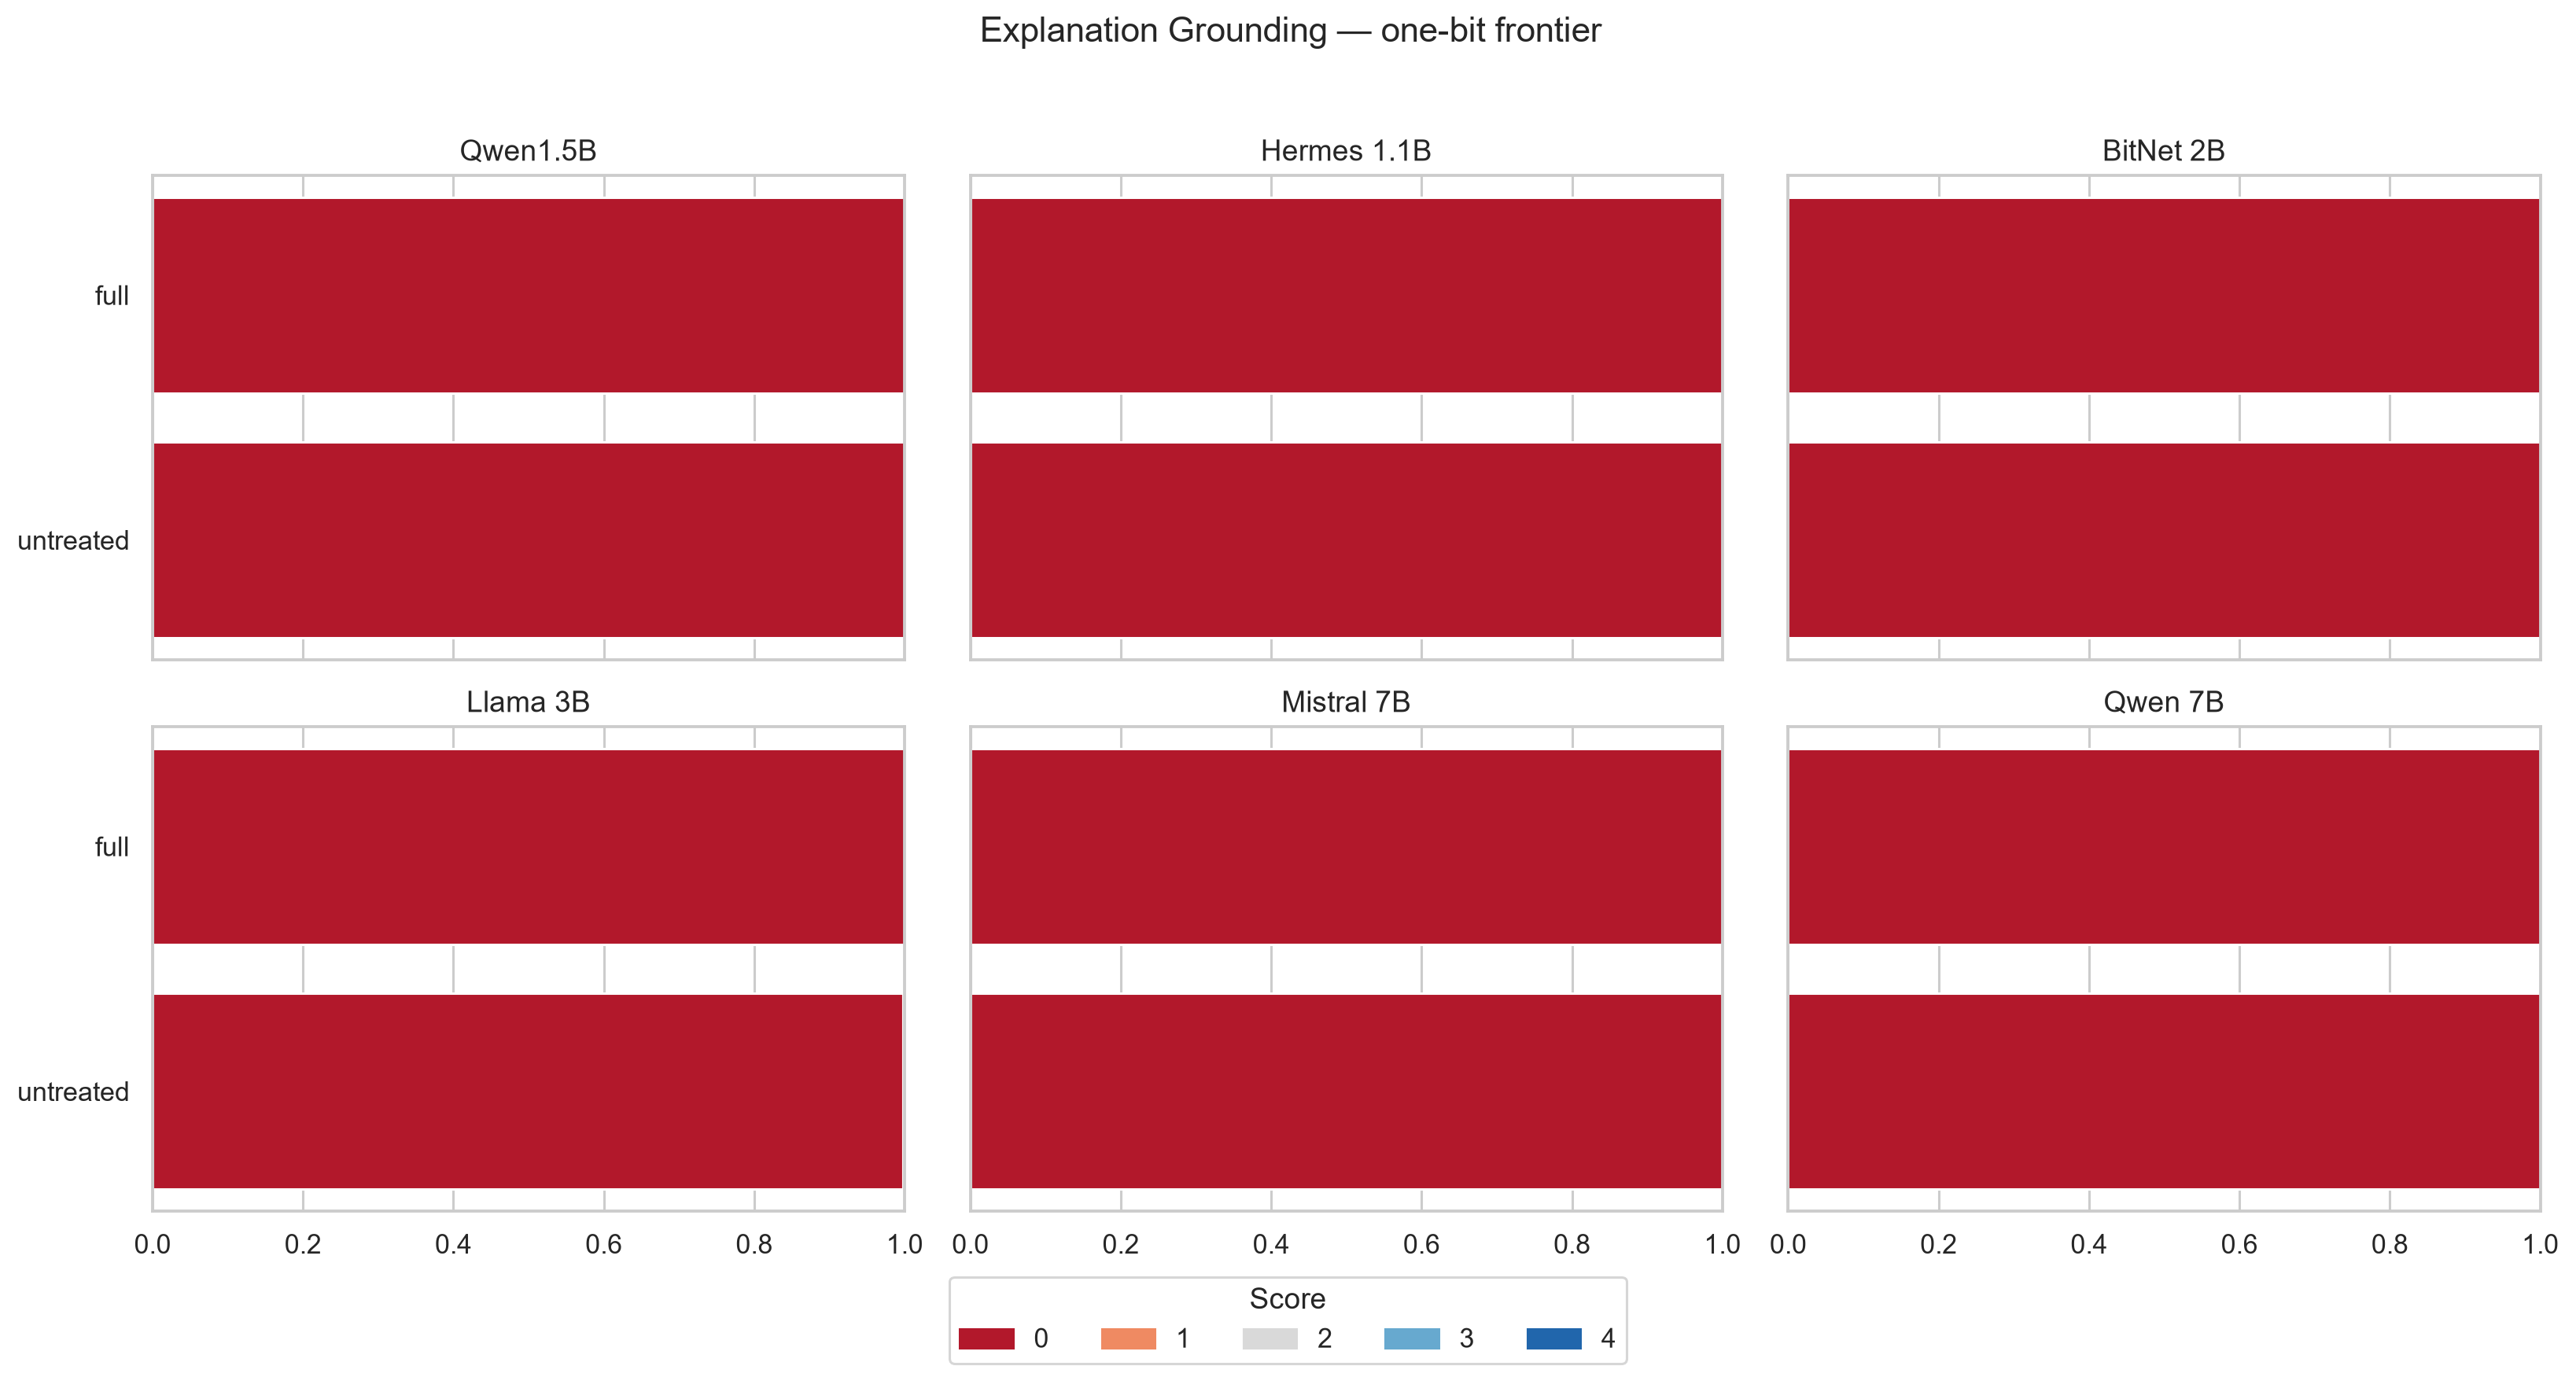 Explanation Grounding — one-bit frontier
Qwen1.5B
Hermes 1.1B
BitNet 2B
full
untreated
Llama 3B
Mistral 7B
Qwen 7B
full
untreated
0.0 0.2 0.4 0.6 0.8 1.0
0.0 0.2 0.4 0.6 0.8 1.0
0.0 0.2 0.4 0.6 0.8 1.0
Score
0 1 2 3 4